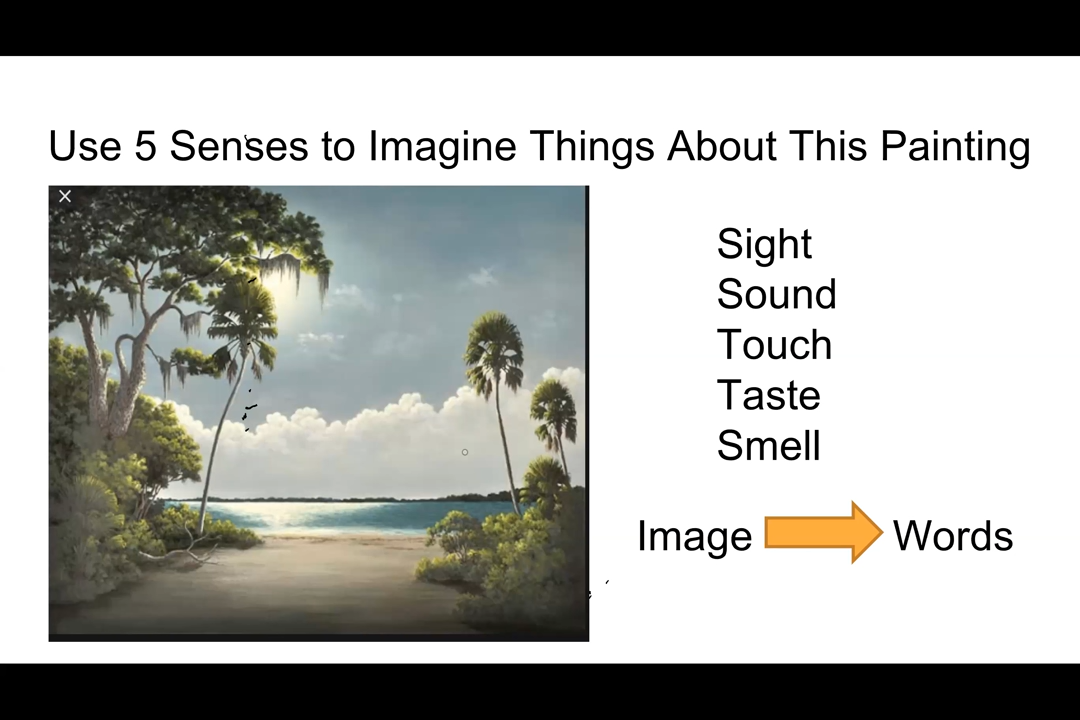 Use 5 Senses to Imagine Things About This Painting
Sight
Sound
Touch
Taste
Smell
Image Words